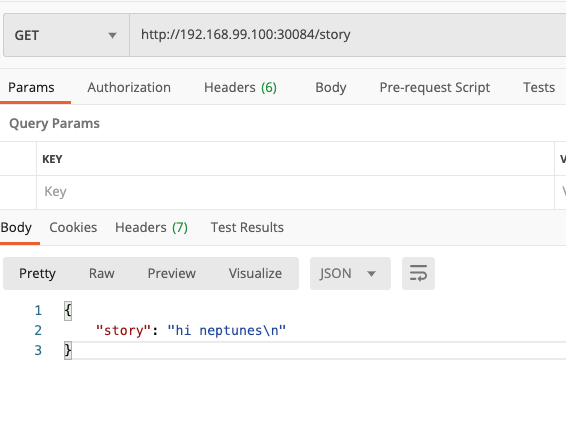 GET http://192.168.99.100:30084/story
Params Authorization Headers (6) Body Pre-request Script Tests
Query Params
KEY
Key
Body Cookies Headers (7) Test Results
Pretty Raw Preview Visualize JSON
1 {
2 "story": "hi neptunes\n"
3 }